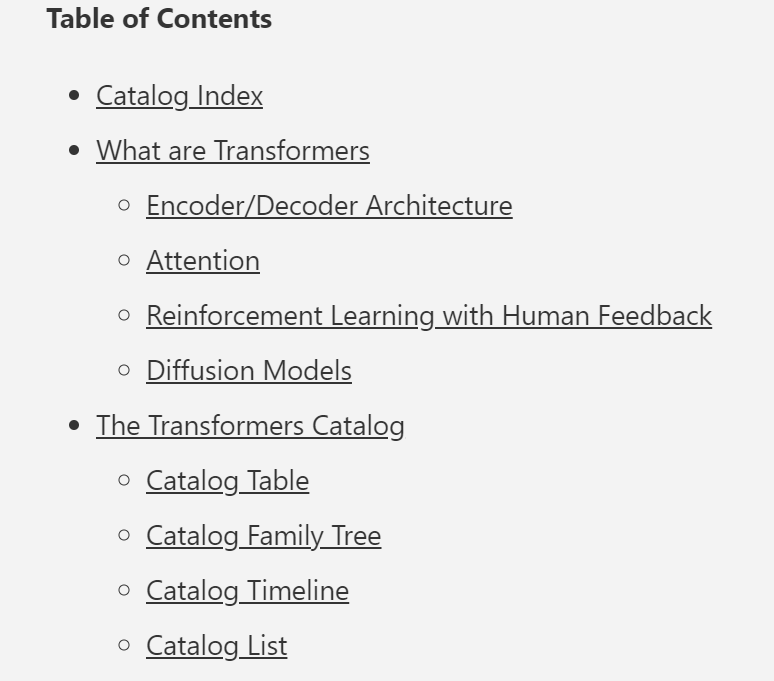 Table of Contents
Catalog Index
What are Transformers
Encoder/Decoder Architecture
Attention
Reinforcement Learning with Human Feedback
Diffusion Models
The Transformers Catalog
Catalog Table
Catalog Family Tree
Catalog Timeline
Catalog List